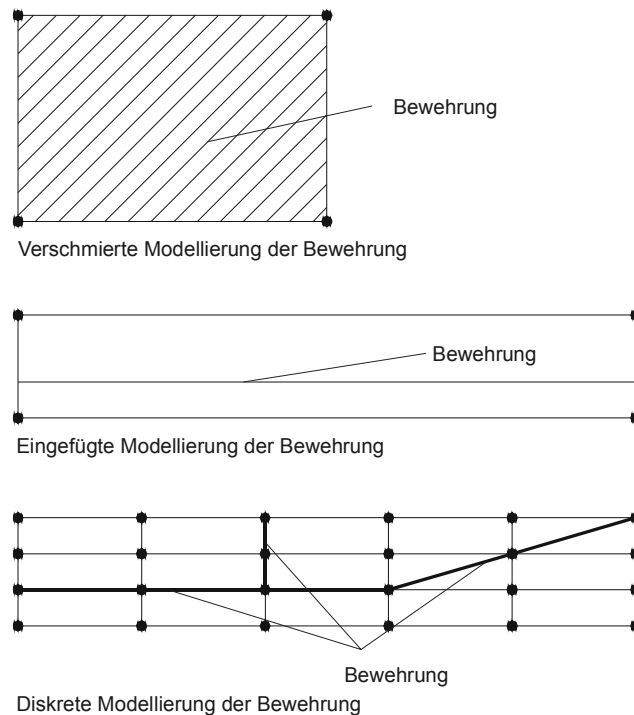 Bewehrung
Verschmierte Modellierung der Bewehrung
Bewehrung
Eingefügte Modellierung der Bewehrung
Bewehrung
Diskrete Modellierung der Bewehrung